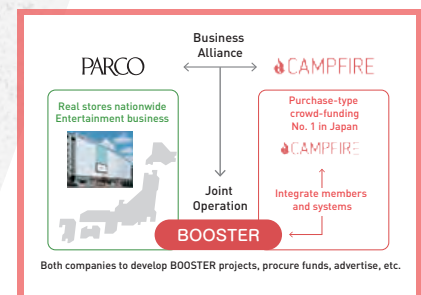 Business
Alliance
PARCO
CAMPFIRE
Real stores nationwide
Entertainment business
Purchase-type
crowd-funding
No. 1 in Japan
CAMPFIRE
Joint
Operation
Integrate members
and systems
BOOSTER
Both companies to develop BOOSTER projects, procure funds, advertise, etc.